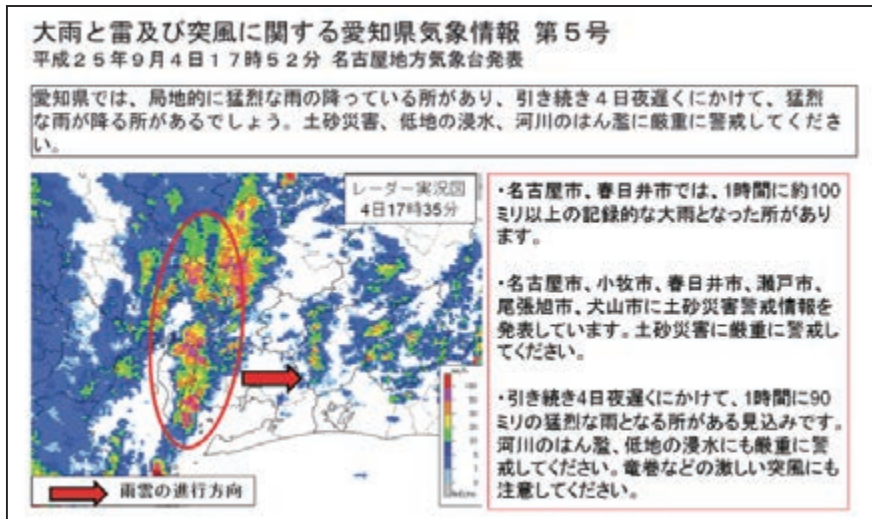 大雨と雷及び突風に関する愛知県気象情報 第５号
平成２５年９月４日１７時５２分 名古屋地方気象台発表
愛知県では、局地的に猛烈な雨の降っている所があり、引き続き４日夜遅くにかけて、猛烈
な雨が降る所があるでしょう。土砂災害、低地の浸水、河川のはん濫に厳重に警戒してくださ
い。
レーダー実況図
4日17時35分
雨雲の進行方向
・名古屋市、春日井市では、1時間に約100
ミリ以上の記録的な大雨となった所があり
ます。
・名古屋市、小牧市、春日井市、瀬戸市、
尾張旭市、犬山市に土砂災害警戒情報を
発表しています。土砂災害に厳重に警戒し
てください。
・引き続き4日夜遅くにかけて、1時間に90
ミリの猛烈な雨となる所がある見込みです。
河川のはん濫、低地の浸水にも厳重に警
戒してください。竜巻などの激しい突風にも
注意してください。